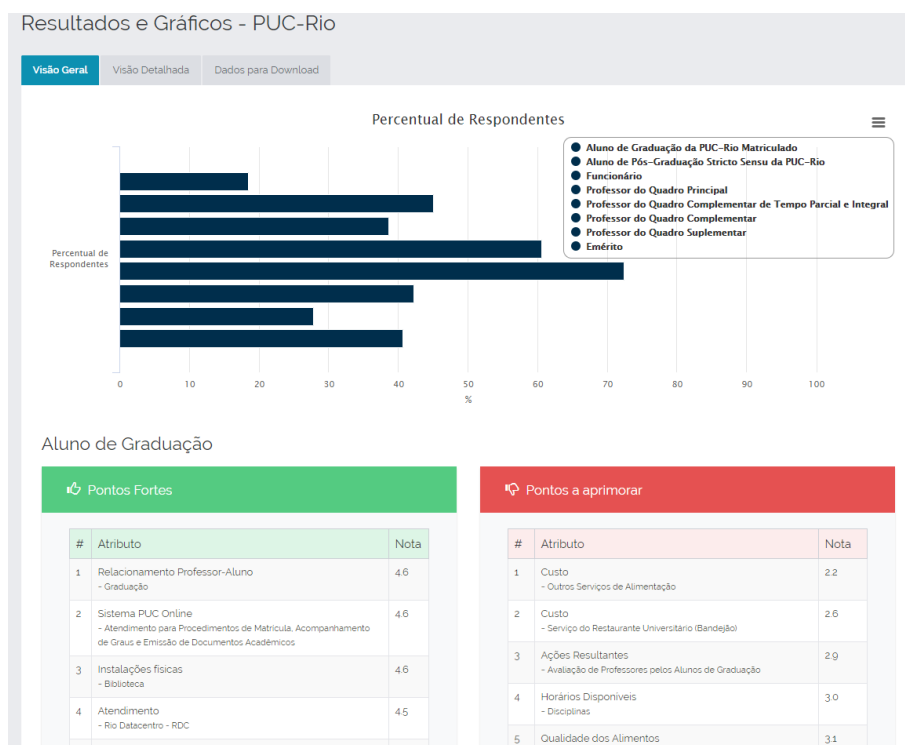 Resultados e Gráficos - PUC-Rio
Visão Geral
Visão Detalhada
Dados para Download
Percentual de Respondentes
Aluno de Graduação da PUC-Rio Matriculado
Aluno de Pós-Graduação Stricto Sensu da PUC-Rio
Funcionário
Professor do Quadro Principal
Professor do Quadro Complementar de Tempo Parcial e Integral
Professor do Quadro Complementar
Professor do Quadro Suplementar
Emérito
Percentual de
Respondentes
0 10 20 30 40 50 60 70 80 90 100
%
Aluno de Graduação
Pontos Fortes
# Atributo Nota
1 Relacionamento Professor-Aluno 4.6
- Graduação
2 Sistema PUC Online 4.6
- Atendimento para Procedimentos de Matrícula, Acompanhamento
de Graus e Emissão de Documentos Acadêmicos
3 Instalações físicas 4.6
- Biblioteca
4 Atendimento 4.5
- Rio Datacentro - RDC
Pontos a aprimorar
# Atributo Nota
1 Custo 2.2
- Outros Serviços de Alimentação
2 Custo 2.6
- Serviço do Restaurante Universitário (Bandejão)
3 Ações Resultantes 2.9
- Avaliação de Professores pelos Alunos de Graduação
4 Horários Disponíveis 3.0
- Disciplinas
5 Qualidade dos Alimentos 3.1